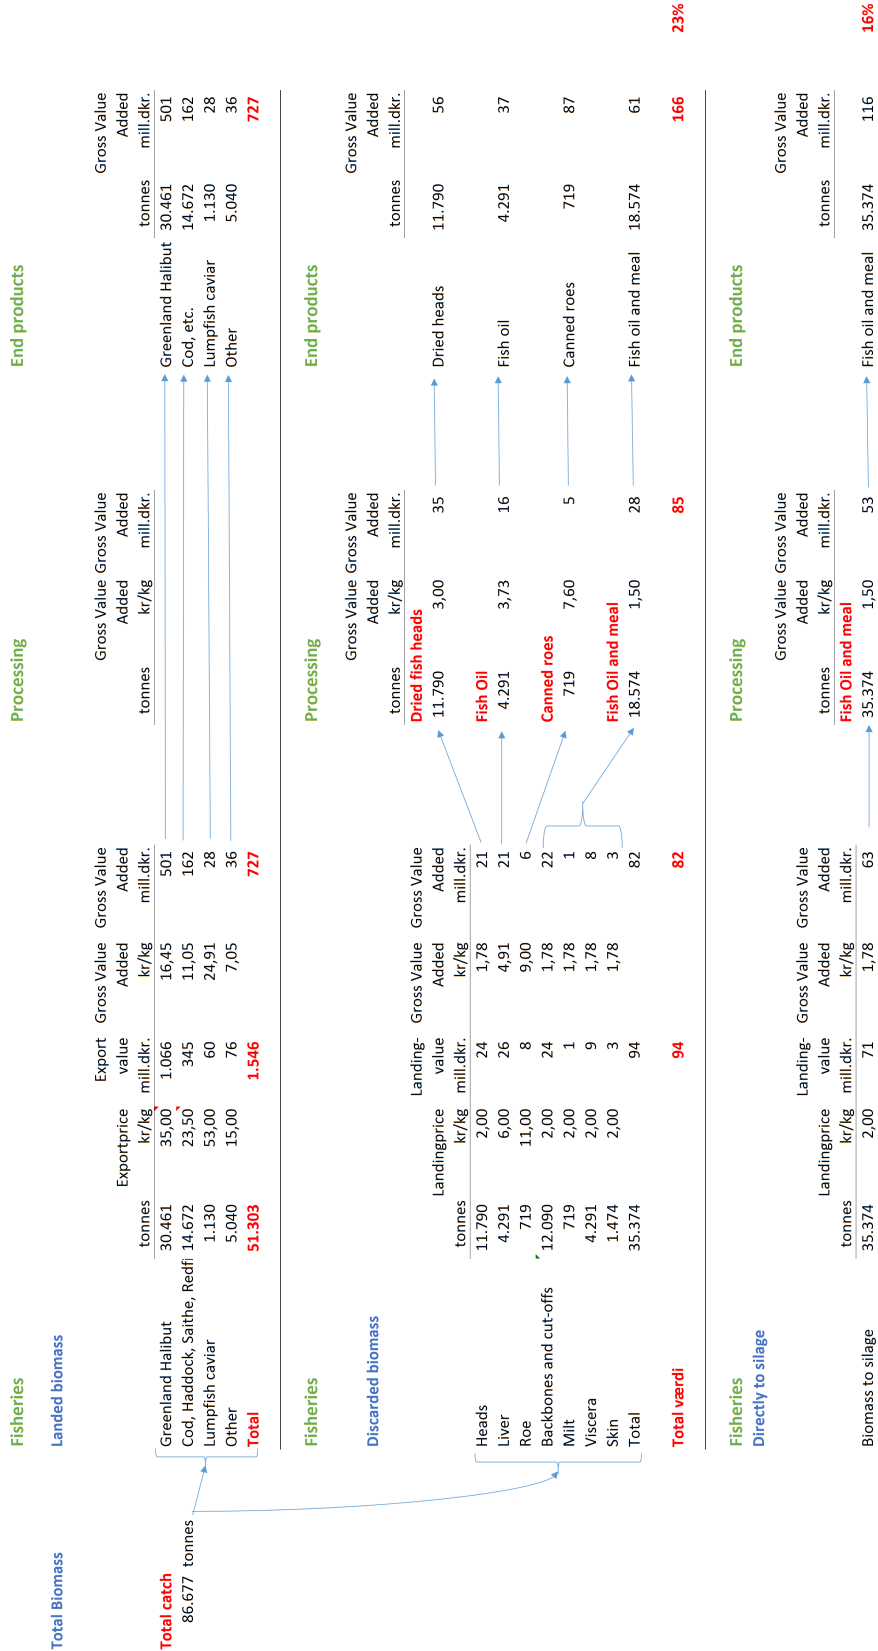 Fisheries Processing End products
Total Biomass Landed biomass
Exportprice Export Gross Value Gross Value Gross Value Gross Value Gross Value
value Added Added Added Added Added
tonnes kr/kg mill.dkr. kr/kg mill.dkr. tonnes kr/kg mill.dkr. tonnes mill.dkr.
Total catch Greenland Halibut 30.461 35,00 1.066 16,45 501 Greenland Halibut 30.461 501
86.677 tonnes Cod, Haddock, Saithe, Redfi 14.672 23,50 345 11,05 162 Cod, etc. 14.672 162
Lumpfish caviar 1.130 53,00 60 24,91 28 Lumpfish caviar 1.130 28
Other 5.040 15,00 76 7,05 36 Other 5.040 36
Total 51.303 1.546 727 727
Fisheries Processing End products
Discarded biomass
Gross Value Gross Value Gross Value
Added Added Added
tonnes kr/kg mill.dkr. tonnes mill.dkr.
Landing- Gross Value Gross Value Dried fish heads
Landingprice value Added Added 11.790 3,00 35 Dried heads 11.790 56
tonnes kr/kg mill.dkr. kr/kg mill.dkr.
Heads 11.790 2,00 24 1,78 21 Fish Oil
Liver 4.291 6,00 26 4,91 21 4.291 3,73 16 Fish oil 4.291 37
Roe 719 11,00 8 9,00 6
Backbones and cut-offs 12.090 2,00 24 1,78 22 Canned roes
Milt 719 2,00 1 1,78 1 719 7,60 5 Canned roes 719 87
Viscera 4.291 2,00 9 1,78 8
Skin 1.474 2,00 3 1,78 3 Fish Oil and meal
Total 35.374 94 82 18.574 1,50 28 Fish oil and meal 18.574 61
Total værdi 94 82 85 166 23%
Fisheries Processing End products
Directly to silage
Landing- Gross Value Gross Value Gross Value Gross Value Gross Value
Landingprice value Added Added Added Added Added
tonnes kr/kg mill.dkr. kr/kg mill.dkr. tonnes kr/kg mill.dkr. tonnes mill.dkr.
Fish Oil and meal
Biomass to silage 35.374 2,00 71 1,78 63 35.374 1,50 53 Fish oil and meal 35.374 116 16%